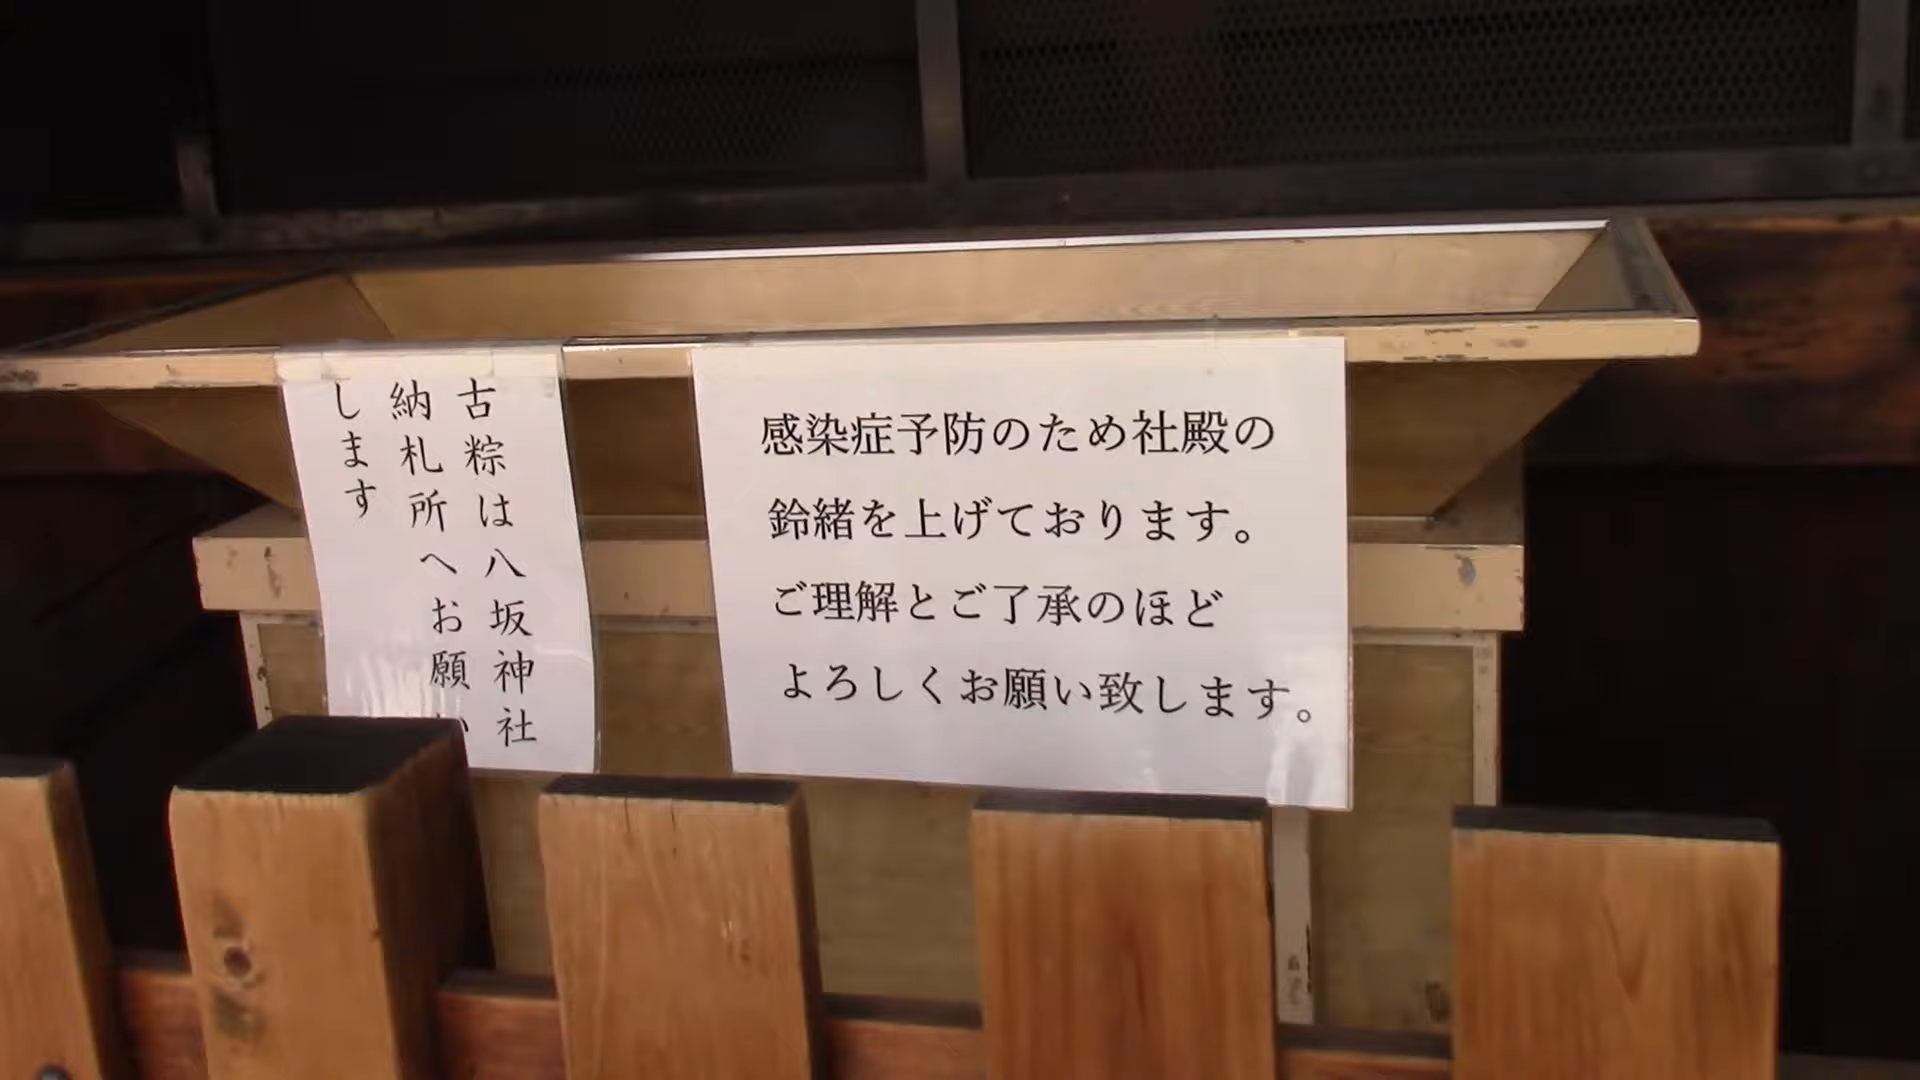 古粽は八坂神社
納札所へお願い
します
感染症予防のため社殿の
鈴緒を上げております。
ご理解とご了承のほど
よろしくお願い致します。